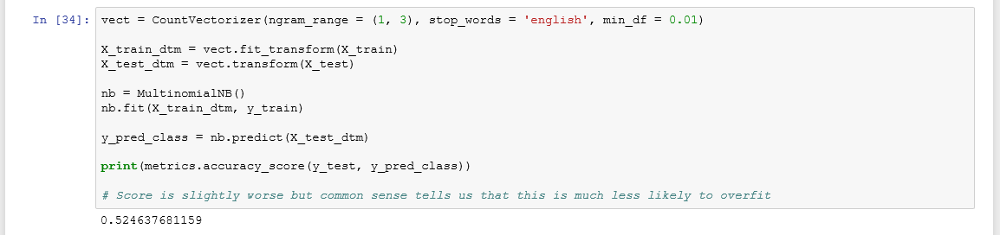 In [34]: vect = CountVectorizer(ngram_range = (1, 3), stop_words = 'english', min_df = 0.01)
X_train_dtm = vect.fit_transform(X_train)
X_test_dtm = vect.transform(X_test)
nb = MultinomialNB()
nb.fit(X_train_dtm, y_train)
y_pred_class = nb.predict(X_test_dtm)
print(metrics.accuracy_score(y_test, y_pred_class))
# Score is slightly worse but common sense tells us that this is much less likely to overfit
0.524637681159